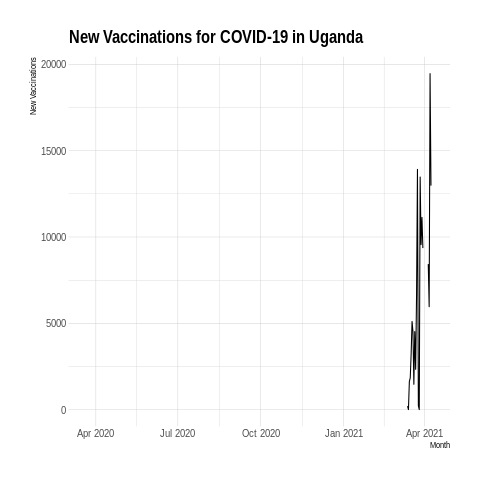 New Vaccinations for COVID-19 in Uganda
New Vaccinations
20000
15000
10000
5000
0
Apr 2020
Jul 2020
Oct 2020
Jan 2021
Apr 2021
Month